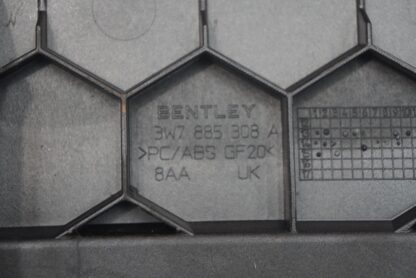 BENTLEY
3W7 885 308 A
>PC/ABS GF20<
8AA UK